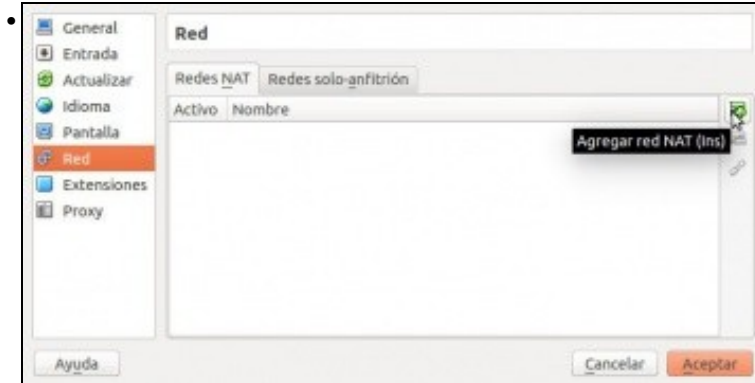 General
Entrada
Actualizar
Idioma
Pantalla
Red
Extensiones
Proxy
Red
Redes NAT Redes solo-anfitrión
Activo Nombre
Agregar red NAT (Ins)
Ayuda Cancelar Aceptar